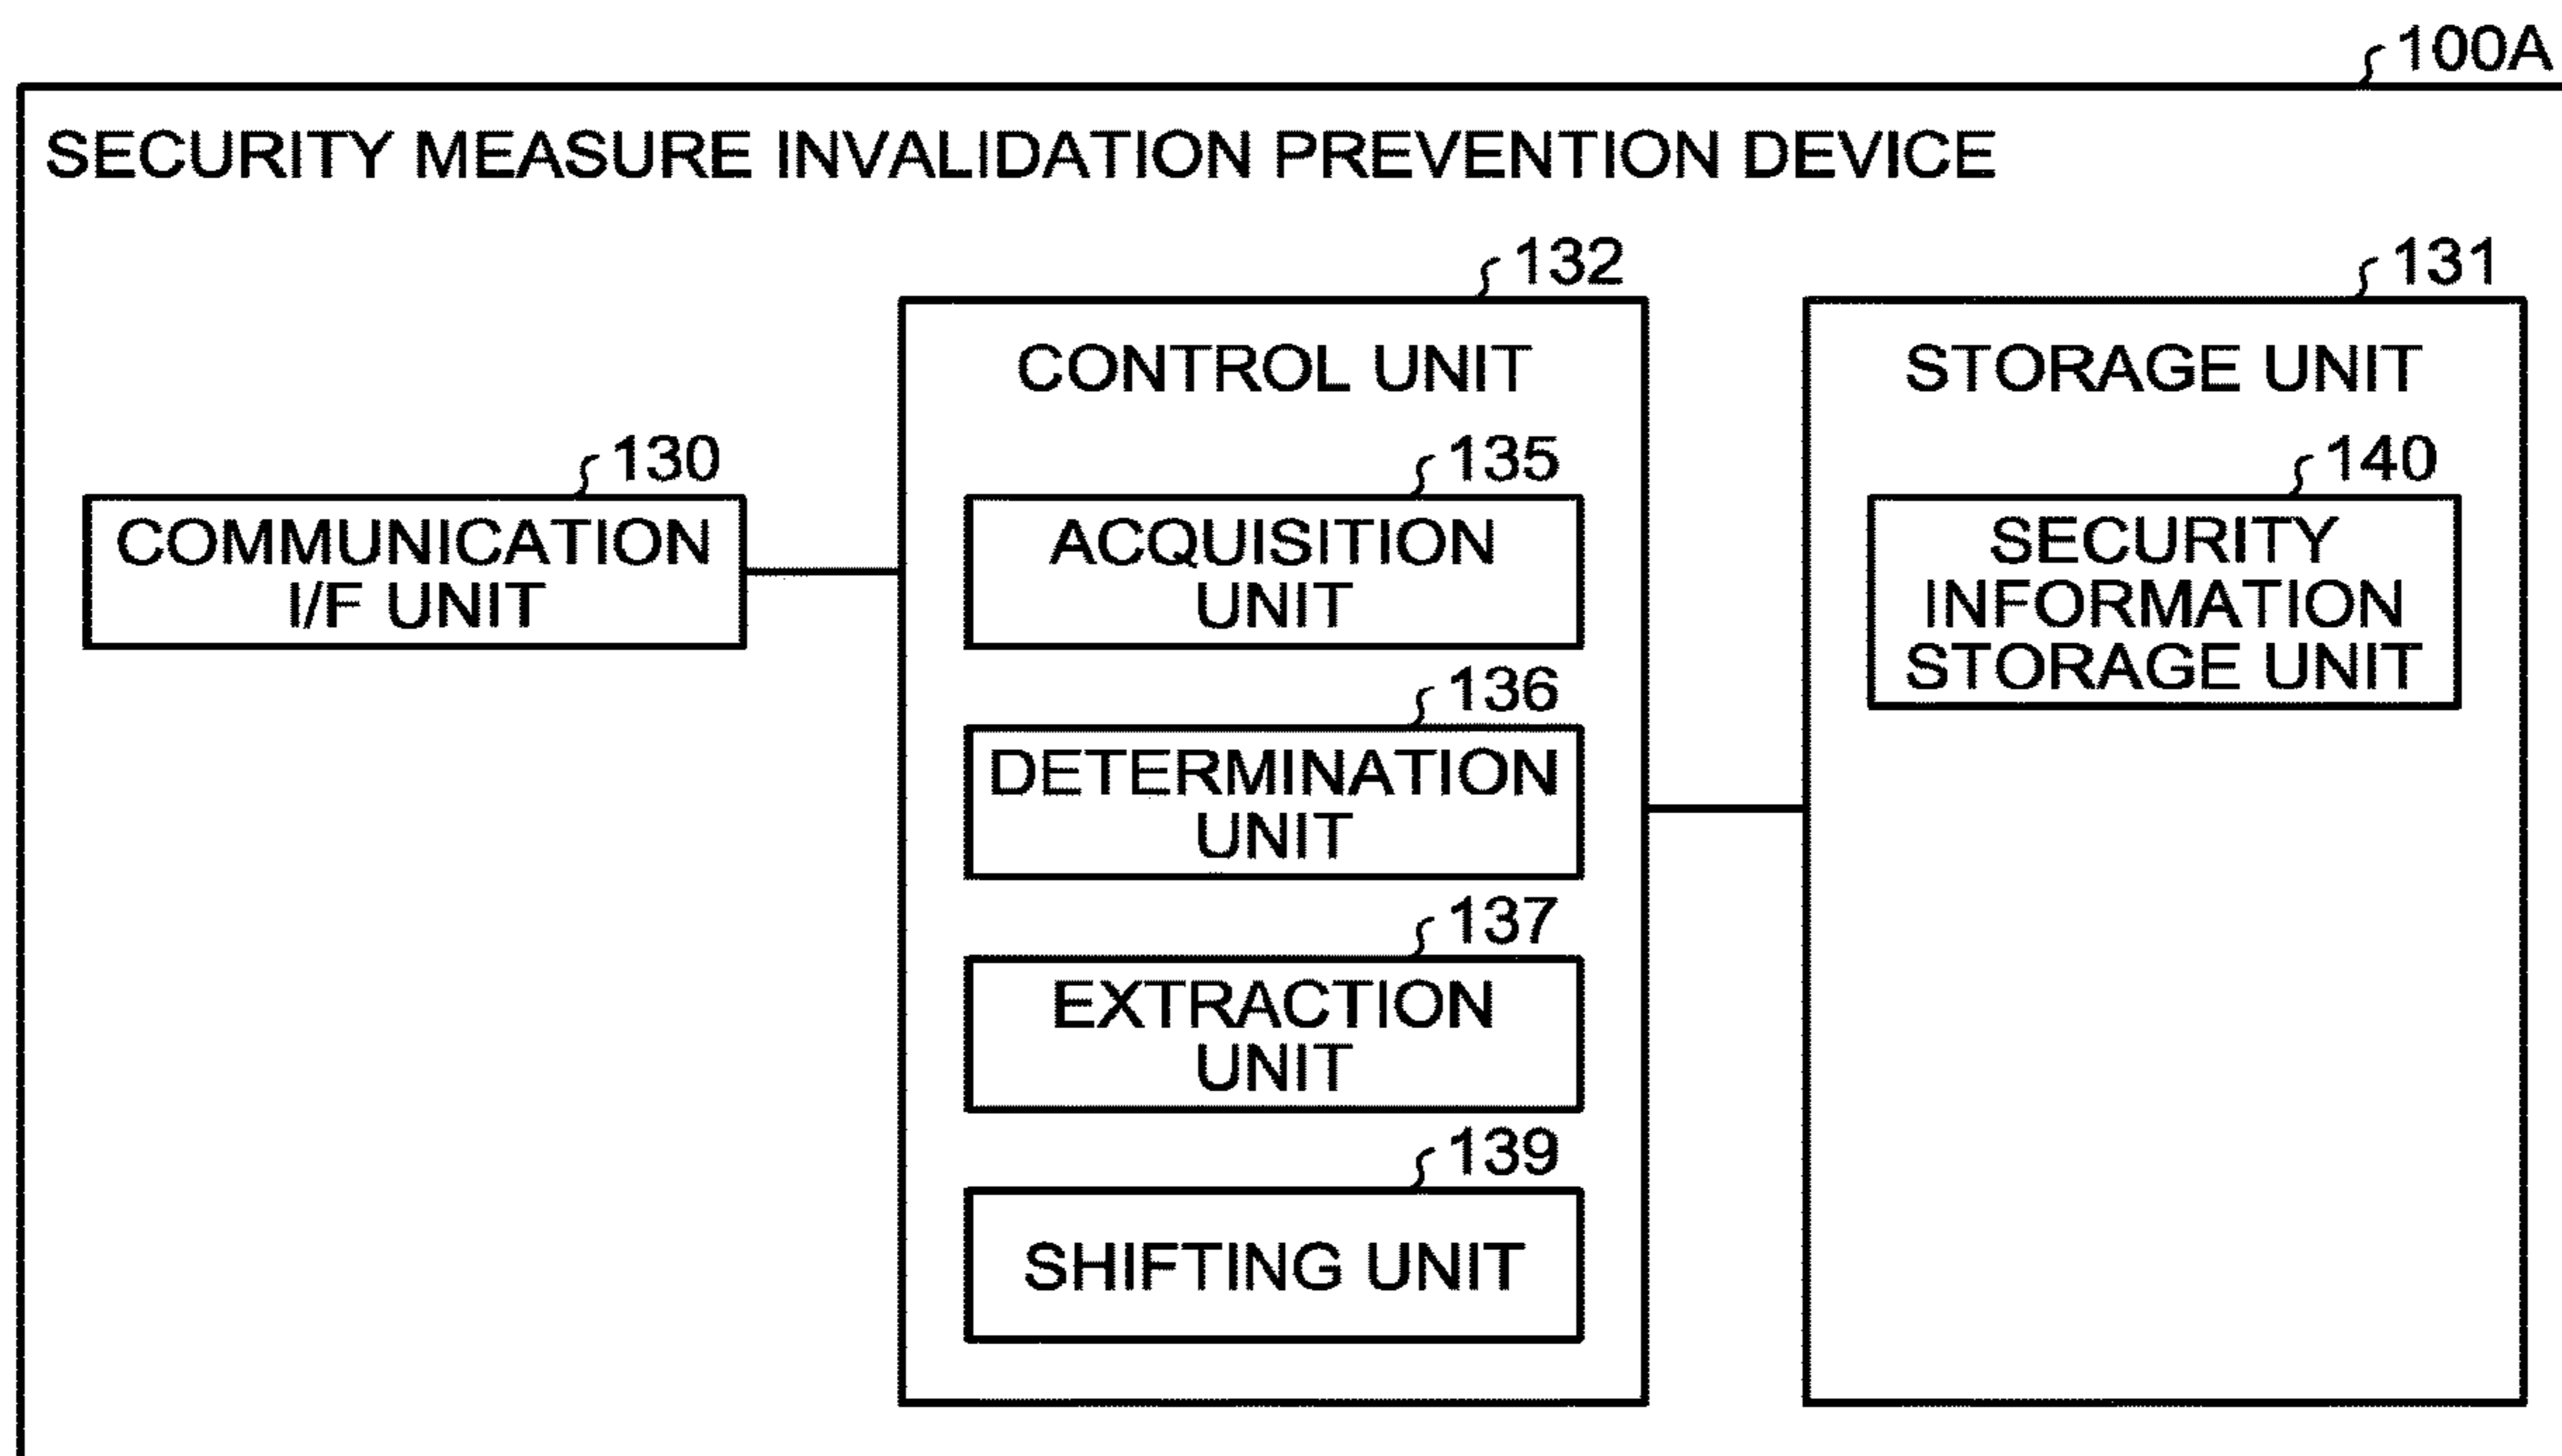 100A
SECURITY MEASURE INVALIDATION PREVENTION DEVICE
130
COMMUNICATION
I/F UNIT
132
CONTROL UNIT
135
ACQUISITION
UNIT
136
DETERMINATION
UNIT
137
EXTRACTION
UNIT
139
SHIFTING UNIT
131
STORAGE UNIT
140
SECURITY
INFORMATION
STORAGE UNIT